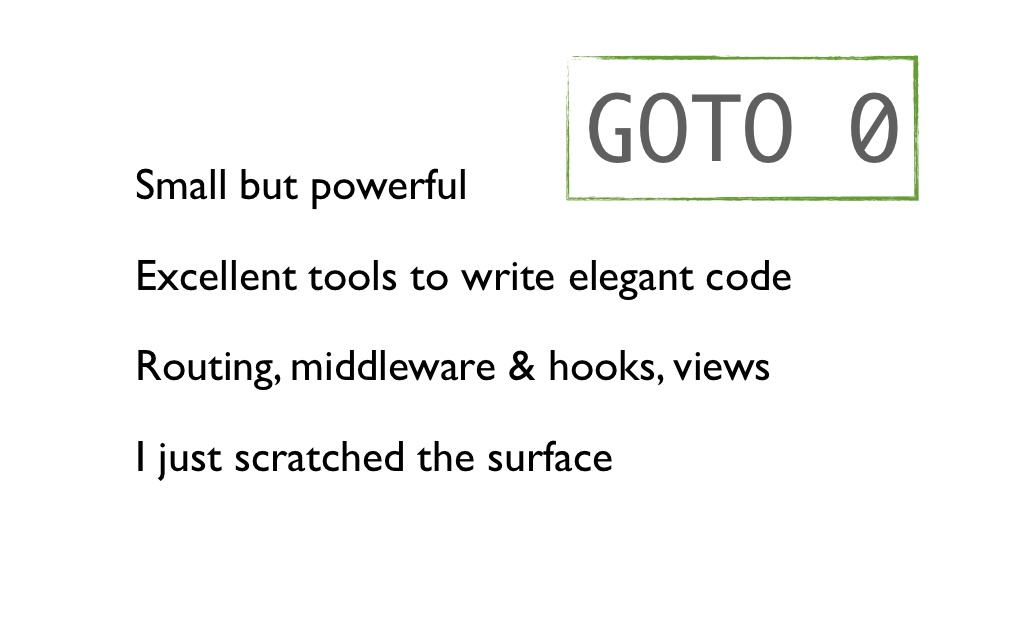 GOTO 0
Small but powerful
Excellent tools to write elegant code
Routing, middleware & hooks, views
I just scratched the surface